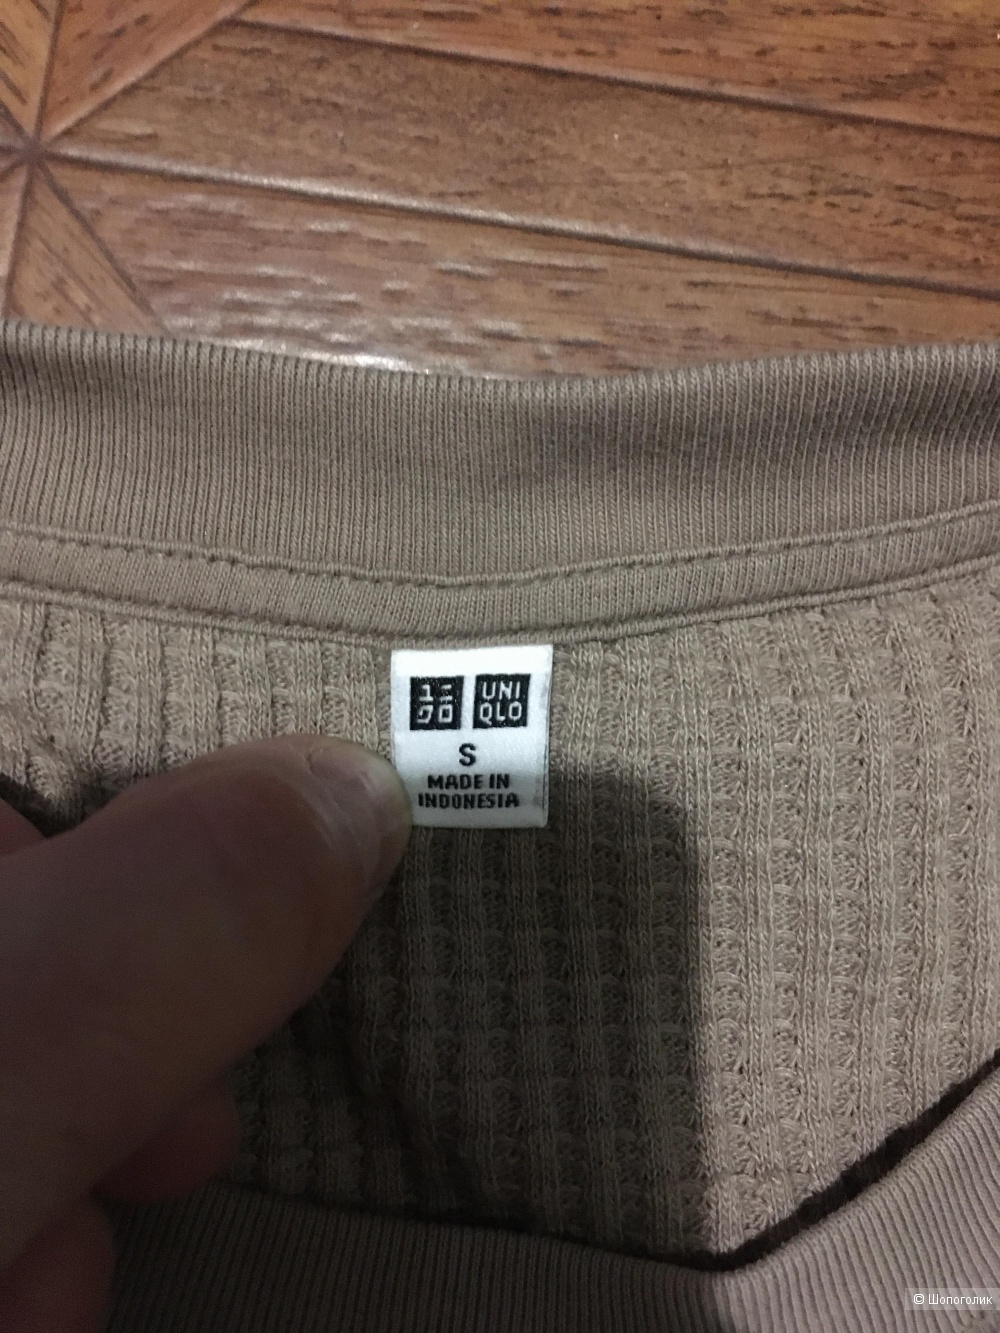 ユニ UNI
クロ QLO
S
MADE IN
INDONESIA
© Шопоголик